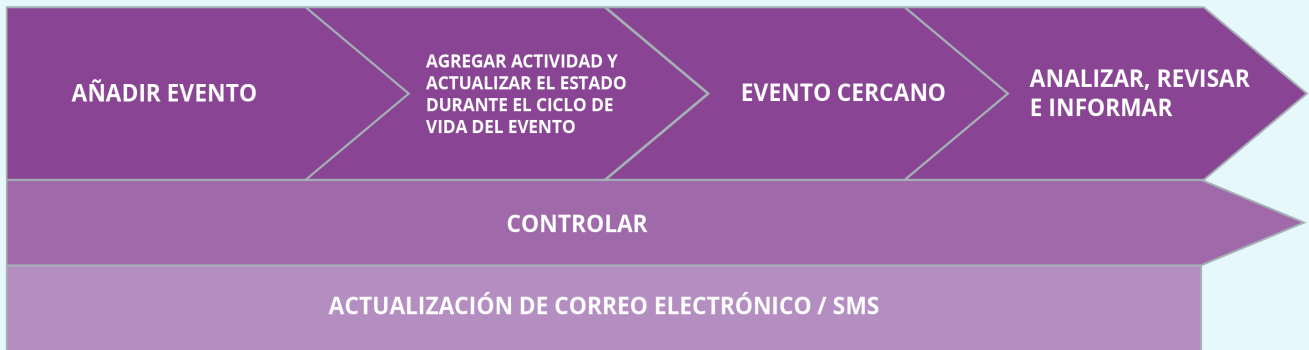 AÑADIR EVENTO
AGREGAR ACTIVIDAD Y
ACTUALIZAR EL ESTADO
DURANTE EL CICLO DE
VIDA DEL EVENTO
EVENTO CERCANO
ANALIZAR, REVISAR
E INFORMAR
CONTROLAR
ACTUALIZACIÓN DE CORREO ELECTRÓNICO / SMS